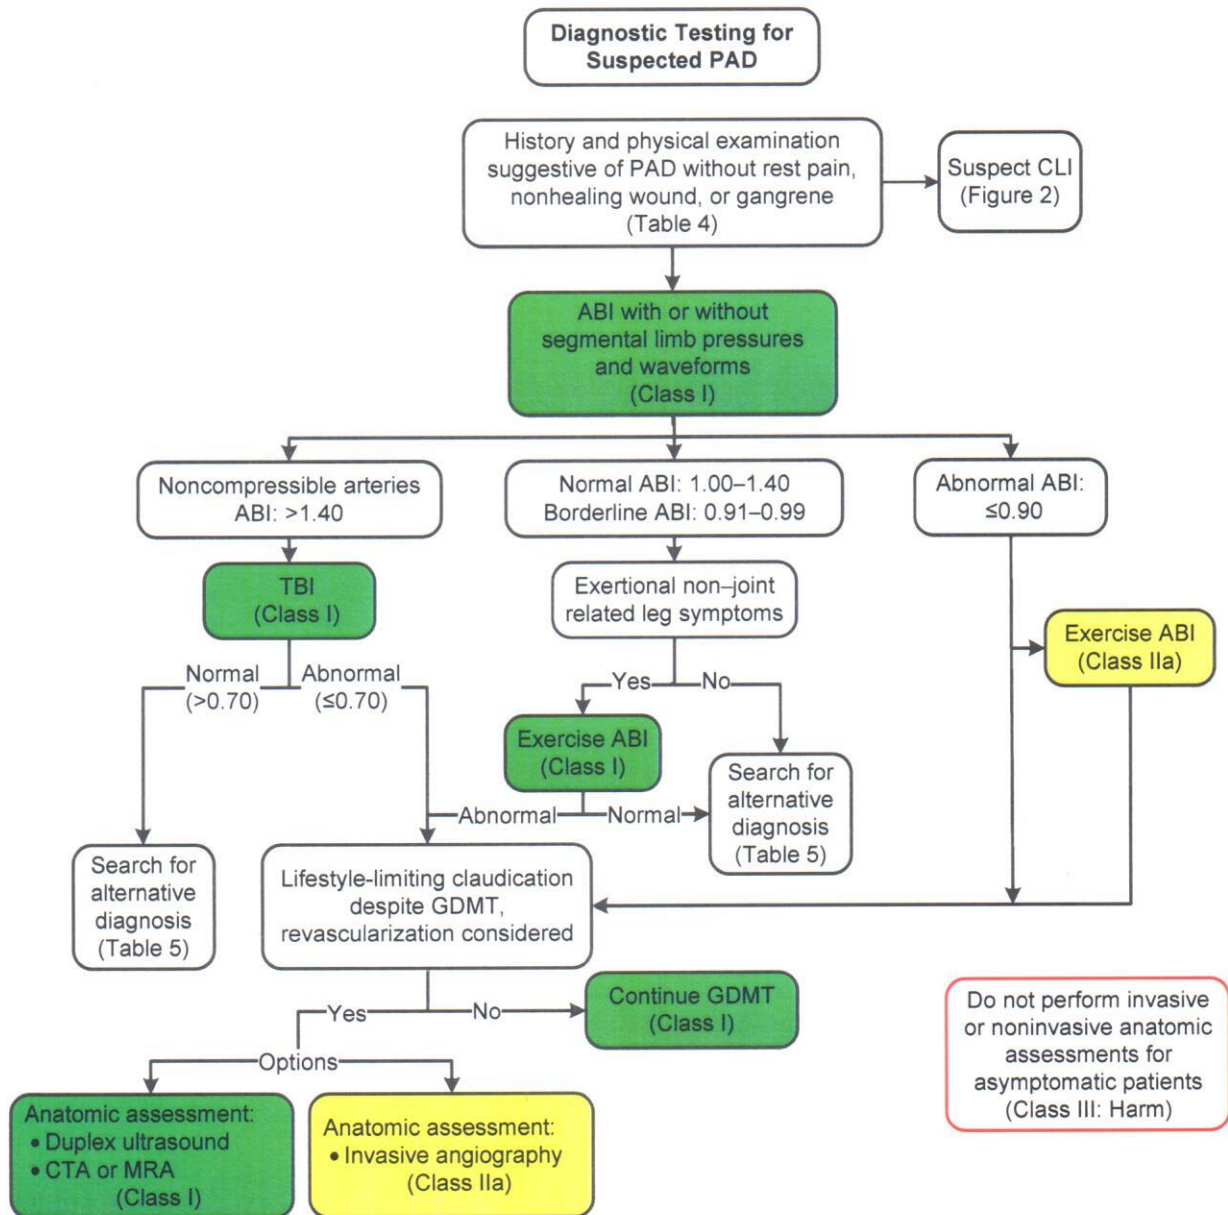 Diagnostic Testing for
Suspected PAD
History and physical examination
suggestive of PAD without rest pain,
nonhealing wound, or gangrene
(Table 4)
Suspect CLI
(Figure 2)
ABI with or without
segmental limb pressures
and waveforms
(Class I)
Noncompressible arteries
ABI: >1.40
Normal ABI: 1.00–1.40
Borderline ABI: 0.91–0.99
Abnormal ABI:
≤0.90
TBI
(Class I)
Exertional non–joint
related leg symptoms
Exercise ABI
(Class IIa)
Normal
(>0.70)
Abnormal
(≤0.70)
Yes
No
Exercise ABI
(Class I)
Search for
alternative
diagnosis
(Table 5)
Abnormal
Normal
Search for
alternative
diagnosis
(Table 5)
Lifestyle-limiting claudication
despite GDMT,
revascularization considered
Yes
No
Continue GDMT
(Class I)
Options
Do not perform invasive
or noninvasive anatomic
assessments for
asymptomatic patients
(Class III: Harm)
Anatomic assessment:
• Duplex ultrasound
• CTA or MRA
(Class I)
Anatomic assessment:
• Invasive angiography
(Class IIa)